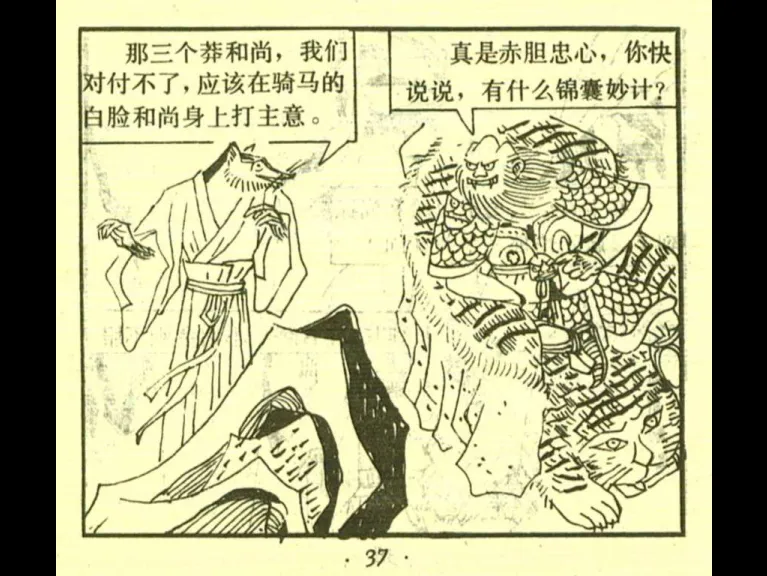 那三个莽和尚，我们
对付不了，应该在骑马的
白脸和尚身上打主意。
真是赤胆忠心，你快
说说，有什么锦囊妙计？
· 37 ·